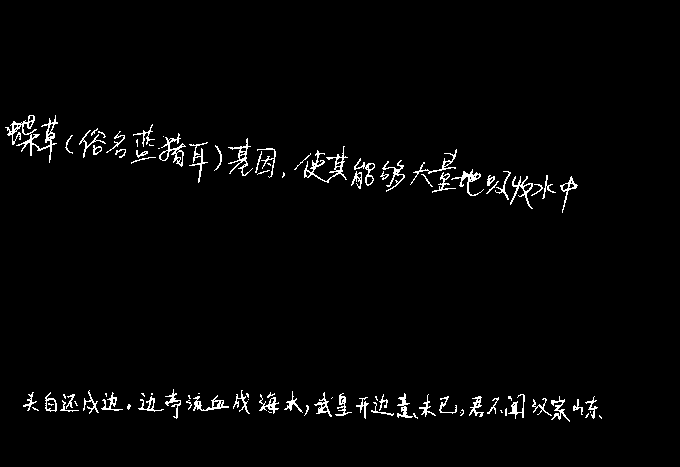 蝶草(俗名蓝猪耳)基因,使其能够大量地吸收水中
头白还戍边。边亭流血成海水,武皇开边意未已,君不闻汉家山东